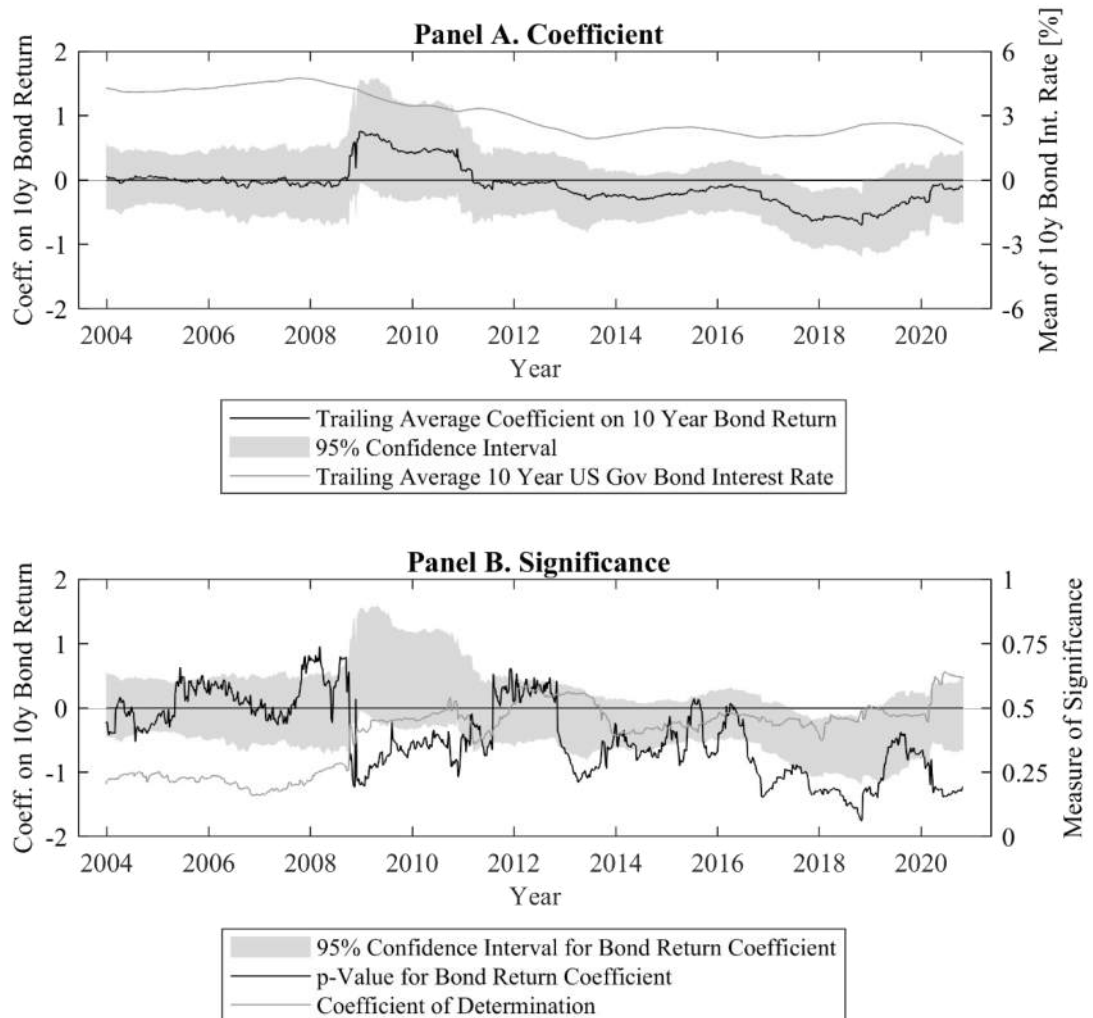 Panel A. Coefficient
Coeff. on 10y Bond Return
2
1
0
-1
-2
6
3
0
-3
-6
Mean of 10y Bond Int. Rate [%]
2004 2006 2008 2010 2012 2014 2016 2018 2020
Year
Trailing Average Coefficient on 10 Year Bond Return
95% Confidence Interval
Trailing Average 10 Year US Gov Bond Interest Rate
Panel B. Significance
Coeff. on 10y Bond Return
2
1
0
-1
-2
1
0.75
0.5
0.25
0
Measure of Significance
2004 2006 2008 2010 2012 2014 2016 2018 2020
Year
95% Confidence Interval for Bond Return Coefficient
p-Value for Bond Return Coefficient
Coefficient of Determination